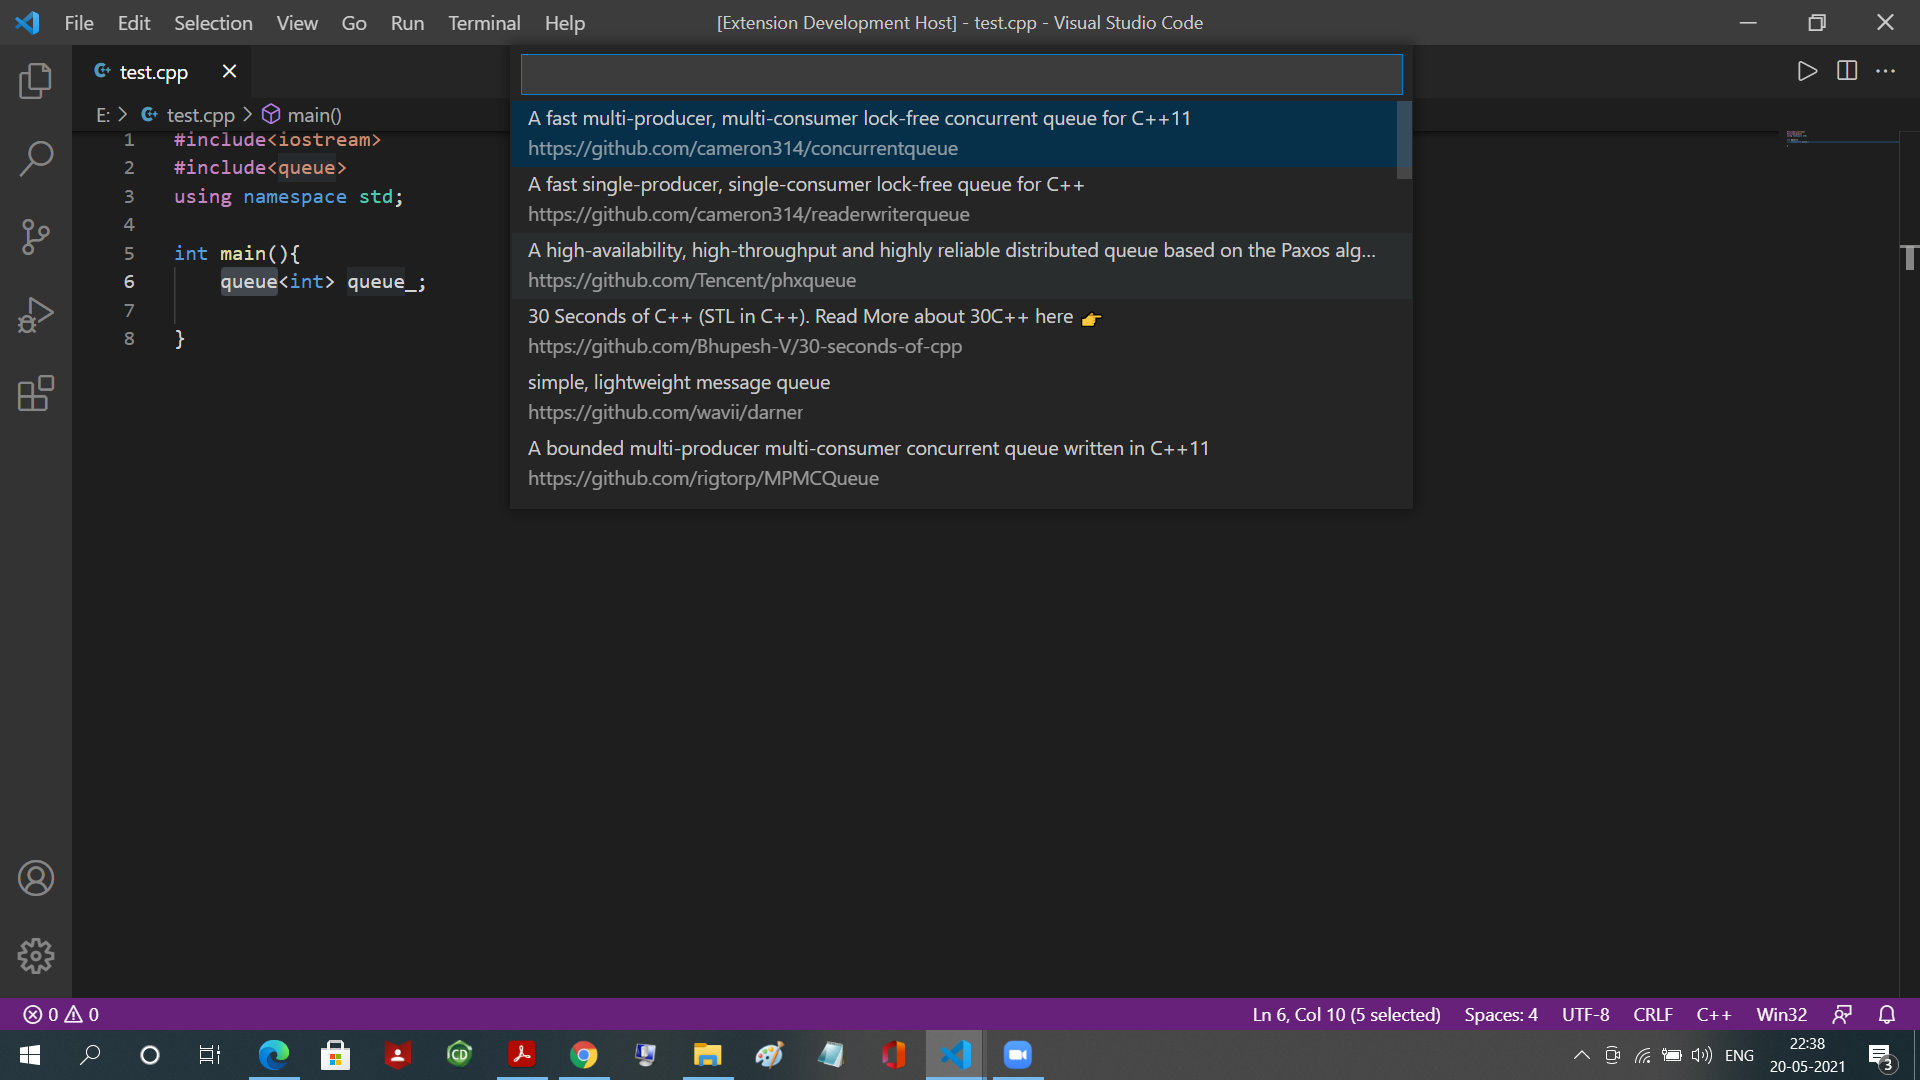 File Edit Selection View Go Run Terminal Help [Extension Development Host] - test.cpp - Visual Studio Code
test.cpp
E: > test.cpp > main()
1 #include<iostream>
2 #include<queue>
3 using namespace std;
4
5 int main(){
6 queue<int> queue_;
7
8 }
A fast multi-producer, multi-consumer lock-free concurrent queue for C++11
https://github.com/cameron314/concurrentqueue
A fast single-producer, single-consumer lock-free queue for C++
https://github.com/cameron314/readerwriterqueue
A high-availability, high-throughput and highly reliable distributed queue based on the Paxos alg...
https://github.com/Tencent/phxqueue
30 Seconds of C++ (STL in C++). Read More about 30C++ here 👉
https://github.com/Bhupesh-V/30-seconds-of-cpp
simple, lightweight message queue
https://github.com/wavii/darner
A bounded multi-producer multi-consumer concurrent queue written in C++11
https://github.com/rigtorp/MPMCQueue
0 0 Ln 6, Col 10 (5 selected) Spaces: 4 UTF-8 CRLF C++ Win32
CD
ENG
22:38
20-05-2021
3